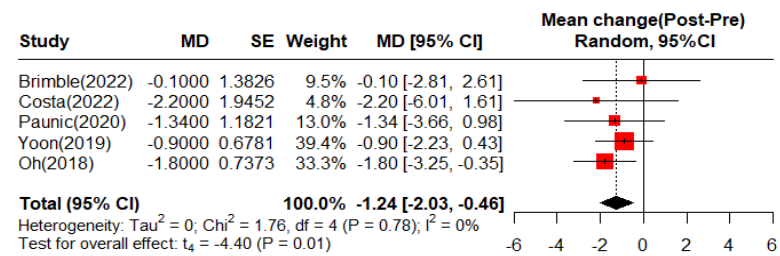 Mean change(Post-Pre)
Study MD SE Weight MD [95% CI] Random, 95%CI
Brimble(2022) -0.1000 1.3826 9.5% -0.10 [-2.81, 2.61]
Costa(2022) -2.2000 1.9452 4.8% -2.20 [-6.01, 1.61]
Paunic(2020) -1.3400 1.1821 13.0% -1.34 [-3.66, 0.98]
Yoon(2019) -0.9000 0.6781 39.4% -0.90 [-2.23, 0.43]
Oh(2018) -1.8000 0.7373 33.3% -1.80 [-3.25, -0.35]
Total (95% CI) 100.0% -1.24 [-2.03, -0.46]
Heterogeneity: Tau² = 0; Chi² = 1.76, df = 4 (P = 0.78); I² = 0%
Test for overall effect: t₄ = -4.40 (P = 0.01)
-6 -4 -2 0 2 4 6